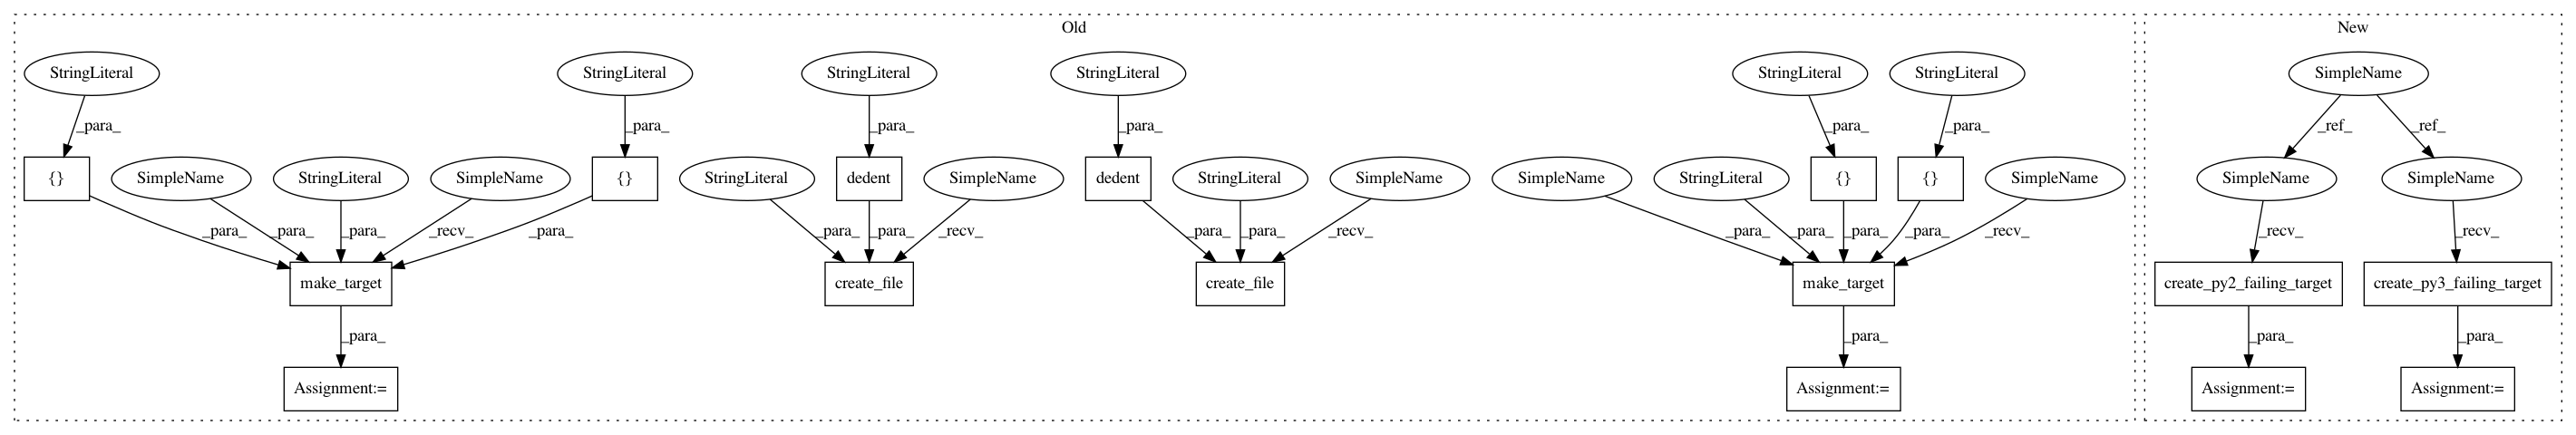 Old
New
StringLiteral
StringLiteral
StringLiteral
StringLiteral
StringLiteral
StringLiteral
SimpleName
_para_
_para_
_para_
_para_
_para_
_para_
_ref_
_ref_
{}
SimpleName
StringLiteral
SimpleName
{}
StringLiteral
dedent
SimpleName
dedent
StringLiteral
SimpleName
SimpleName
StringLiteral
{}
{}
SimpleName
SimpleName
SimpleName
_para_
_para_
_para_
_recv_
_para_
_para_
_para_
_recv_
_para_
_para_
_recv_
_para_
_para_
_para_
_para_
_recv_
_recv_
_recv_
make_target
create_file
create_file
make_target
create_py2_failing_target
create_py3_failing_target
_para_
_para_
_para_
_para_
Assignment:=
Assignment:=
Assignment:=
Assignment:=